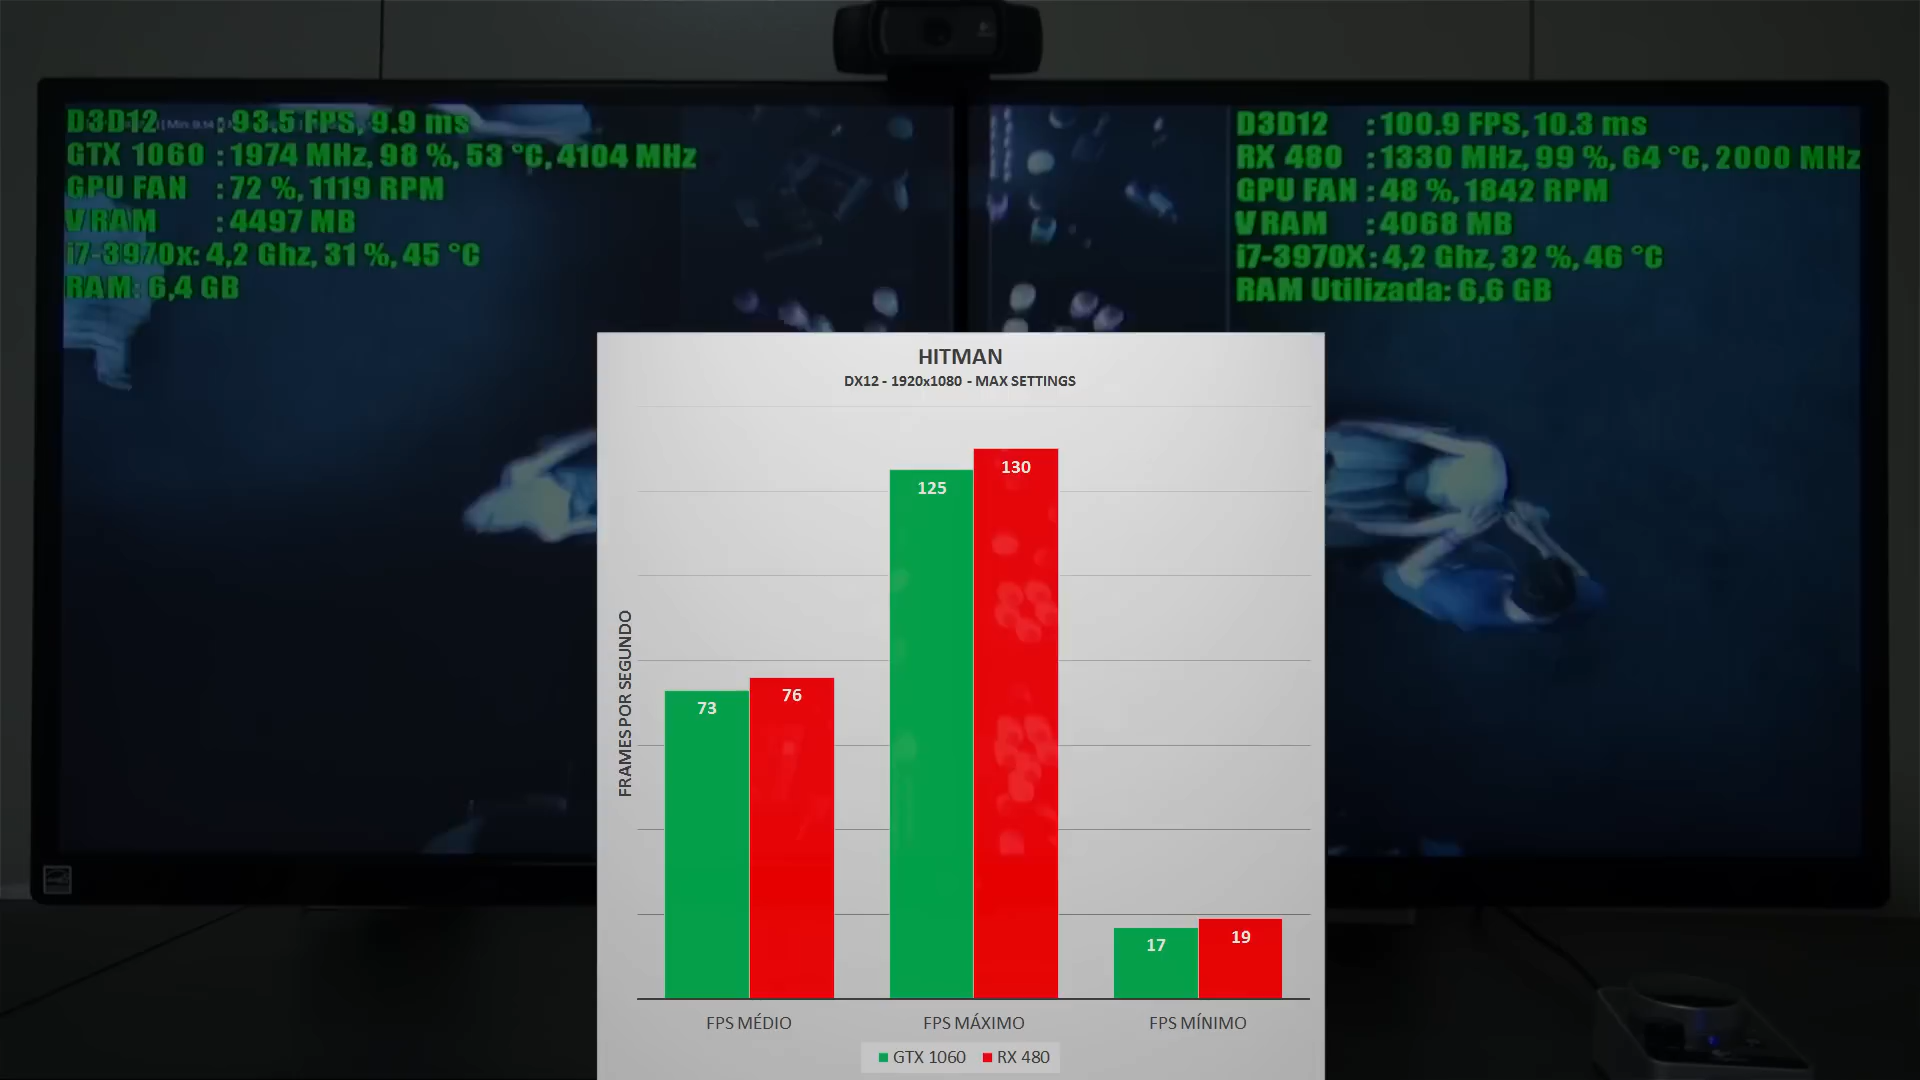 D3D12 : 93.5 FPS, 9.9 ms
GTX 1060 : 1974 MHz, 98 %, 53 °C, 4104 MHz
GPU FAN : 72 %, 1119 RPM
VRAM : 4497 MB
i7-3970x: 4,2 Ghz, 31 %, 45 °C
RAM: 6,4 GB
D3D12 : 100.9 FPS, 10.3 ms
RX 480 : 1330 MHz, 99 %, 64 °C, 2000 MHz
GPU FAN : 48 %, 1842 RPM
VRAM : 4068 MB
i7-3970X : 4,2 Ghz, 32 %, 46 °C
RAM Utilizada: 6,6 GB
HITMAN
DX12 - 1920x1080 - MAX SETTINGS
FRAMES POR SEGUNDO
73
76
125
130
17
19
FPS MÉDIO
FPS MÁXIMO
FPS MÍNIMO
GTX 1060
RX 480